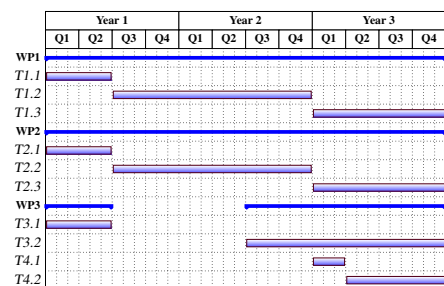 Year 1 Year 2 Year 3
Q1 Q2 Q3 Q4 Q1 Q2 Q3 Q4 Q1 Q2 Q3 Q4
WP1
T1.1
T1.2
T1.3
WP2
T2.1
T2.2
T2.3
WP3
T3.1
T3.2
T4.1
T4.2